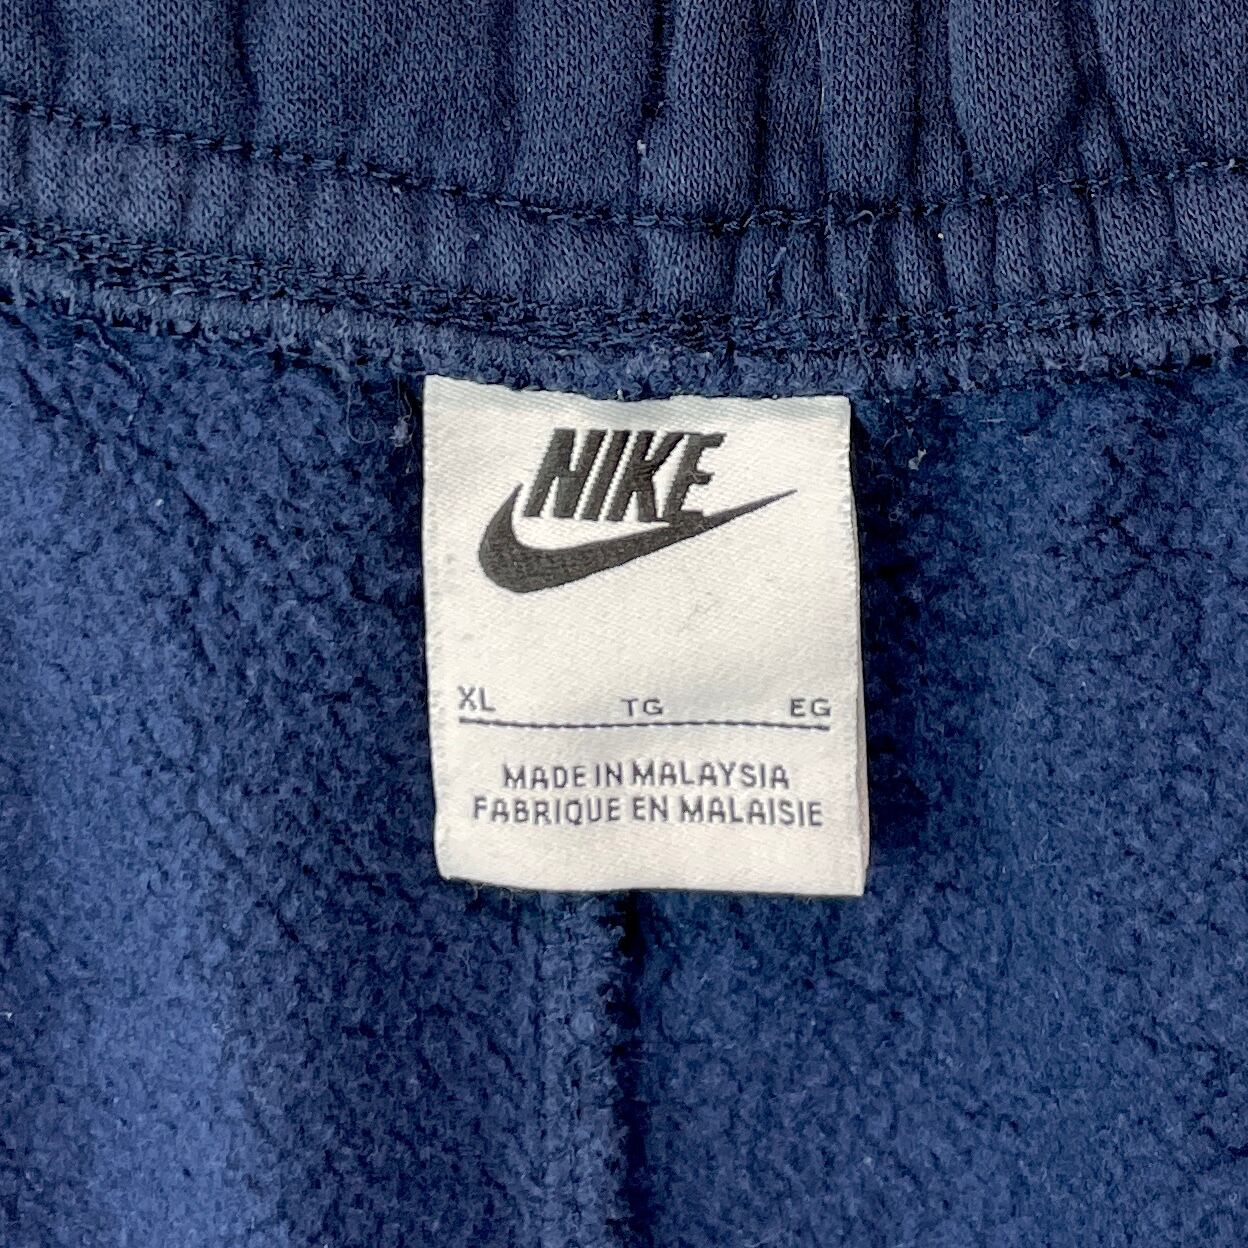 NIKE
XL TG EG
MADE IN MALAYSIA
FABRIQUE EN MALAISIE